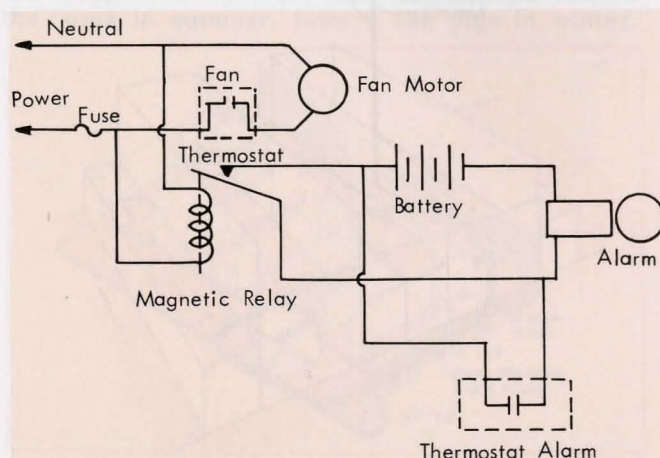 Neutral
Fan
Fan Motor
Power
Fuse
Thermostat
Battery
Alarm
Magnetic Relay
Thermostat Alarm